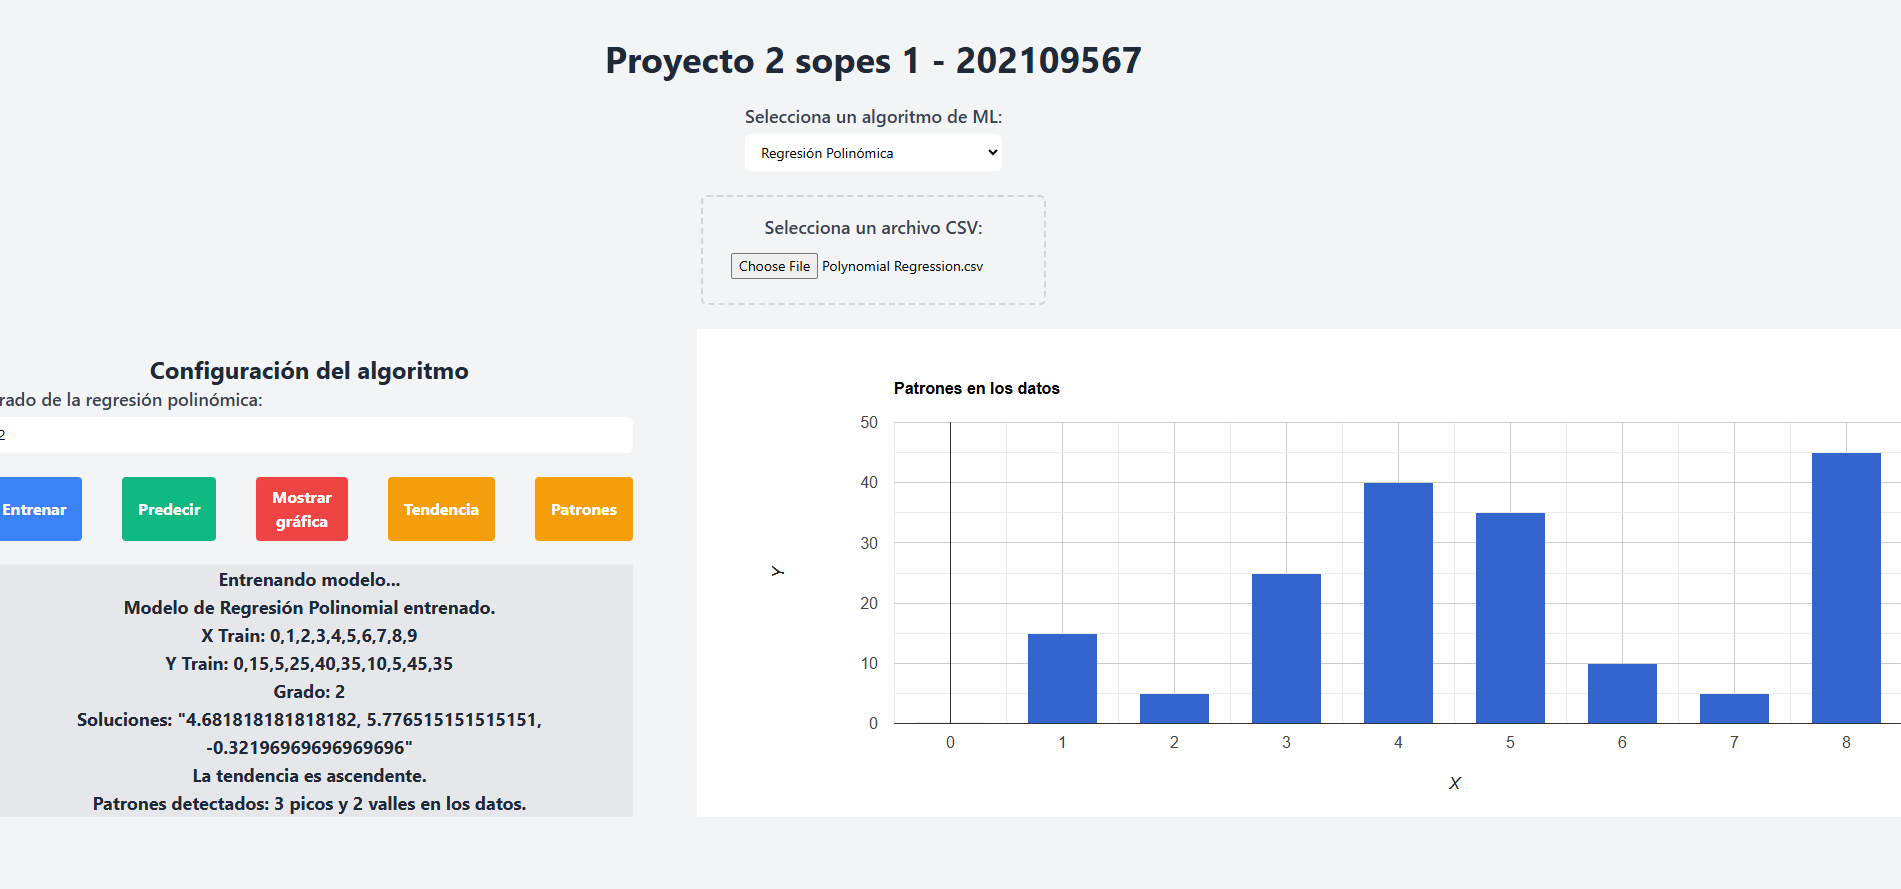 Proyecto 2 sopes 1 - 202109567
Selecciona un algoritmo de ML:
Regresión Polinómica
Selecciona un archivo CSV:
Choose File Polynomial Regression.csv
Configuración del algoritmo
rado de la regresión polinómica:
2
Entrenar
Predecir
Mostrar
gráfica
Tendencia
Patrones
Entrenando modelo...
Modelo de Regresión Polinomial entrenado.
X Train: 0,1,2,3,4,5,6,7,8,9
Y Train: 0,15,5,25,40,35,10,5,45,35
Grado: 2
Soluciones: "4.681818181818182, 5.776515151515151,
-0.32196969696969696"
La tendencia es ascendente.
Patrones detectados: 3 picos y 2 valles en los datos.
Patrones en los datos
50
40
30
20
10
0
Y
0 1 2 3 4 5 6 7 8
X